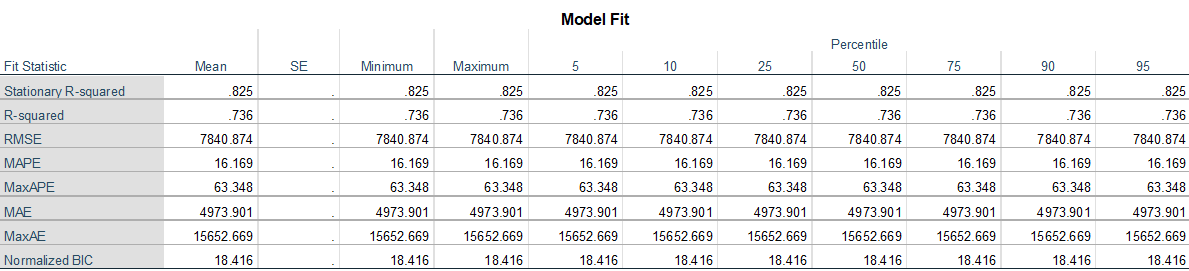 Model Fit
Percentile
Fit Statistic Mean SE Minimum Maximum 5 10 25 50 75 90 95
Stationary R-squared .825 . .825 .825 .825 .825 .825 .825 .825 .825 .825
R-squared .736 . .736 .736 .736 .736 .736 .736 .736 .736 .736
RMSE 7840.874 . 7840.874 7840.874 7840.874 7840.874 7840.874 7840.874 7840.874 7840.874 7840.874
MAPE 16.169 . 16.169 16.169 16.169 16.169 16.169 16.169 16.169 16.169 16.169
MaxAPE 63.348 . 63.348 63.348 63.348 63.348 63.348 63.348 63.348 63.348 63.348
MAE 4973.901 . 4973.901 4973.901 4973.901 4973.901 4973.901 4973.901 4973.901 4973.901 4973.901
MaxAE 15652.669 . 15652.669 15652.669 15652.669 15652.669 15652.669 15652.669 15652.669 15652.669 15652.669
Normalized BIC 18.416 . 18.416 18.416 18.416 18.416 18.416 18.416 18.416 18.416 18.416